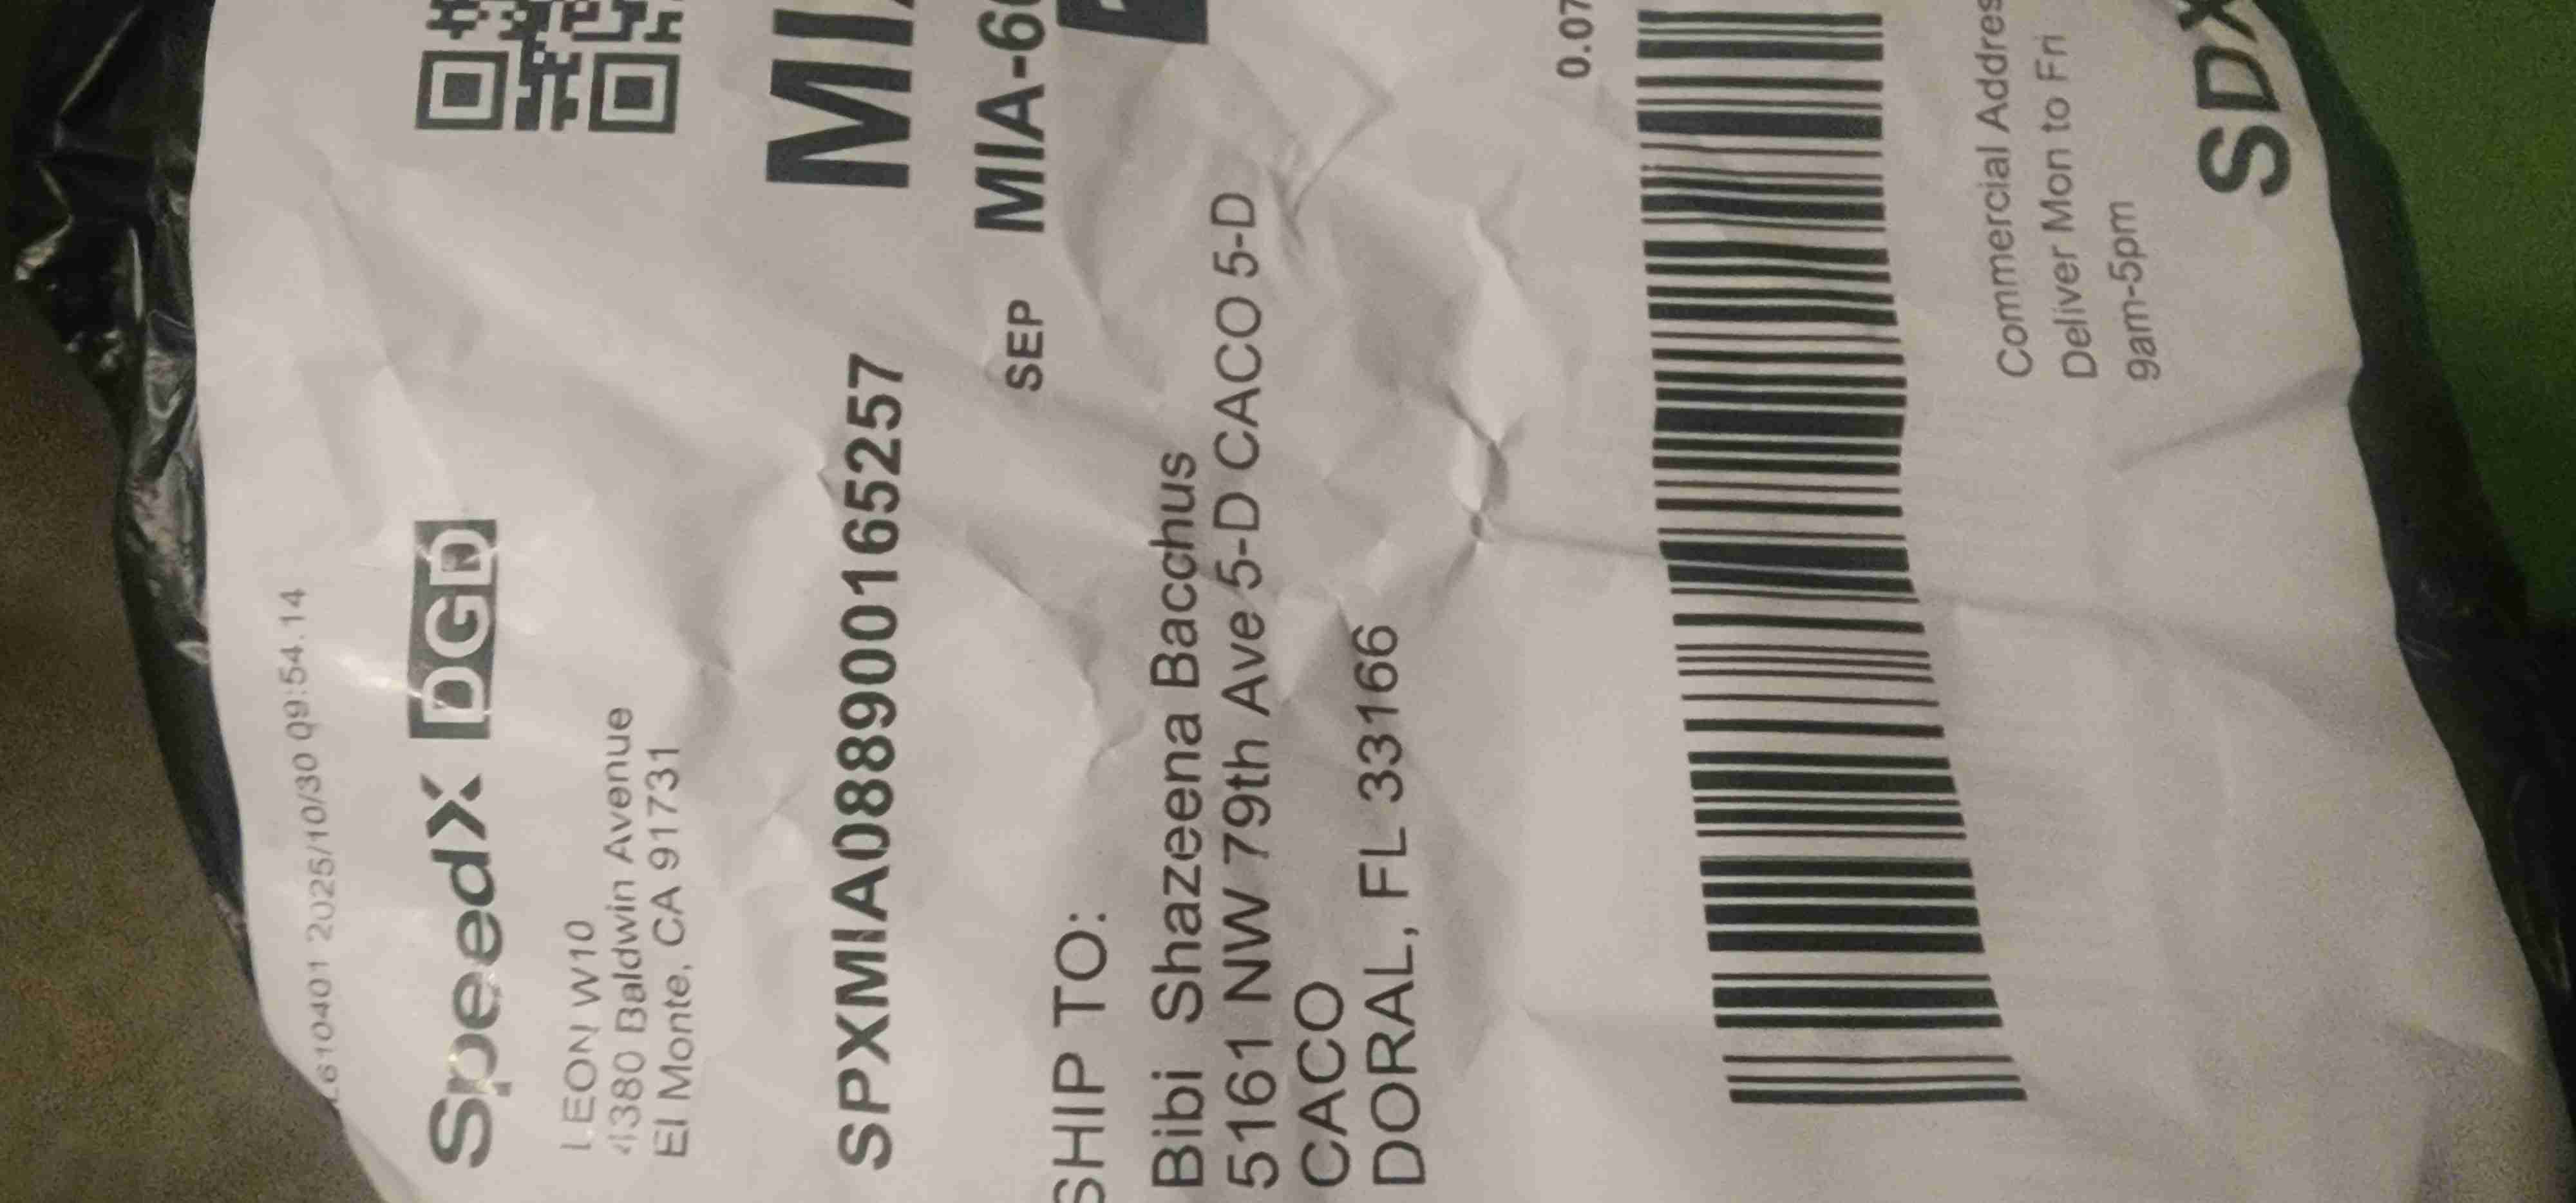 2025/10/30 09:54:14
SpeedX DGD
LEON W10
4380 Baldwin Avenue
El Monte, CA 91731
SPXMIA088900165257
SEP
SHIP TO:
Bibi Shazeena Bacchus
5161 NW 79th Ave 5-D CACO 5-D
CACO
DORAL, FL 33166
Commercial Address
Deliver Mon to Fri
9am-5pm